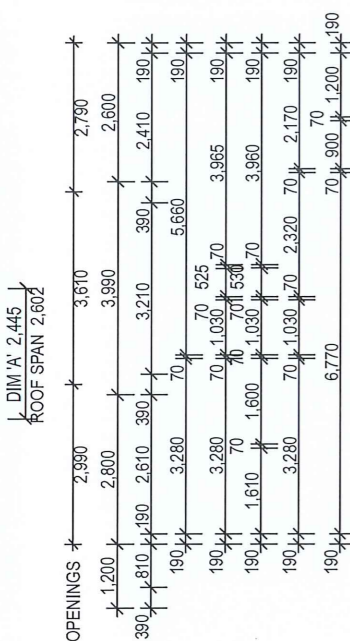 DIM 'A' 2,445
ROOF SPAN 2,602
OPENINGS 2,990 3,610 2,790
1,200 2,800 3,990 2,600
390 810 190 2,610 390 3,210 390 2,410 190
190 3,280 70 5,660 190
190 3,280 70 1,030 70 525 70 3,965 190
190 1,610 70 1,600 70 1,030 70 530 70 3,960 190
190 3,280 70 1,030 70 2,320 70 2,170 190
190 6,770 70 900 70 1,200 190